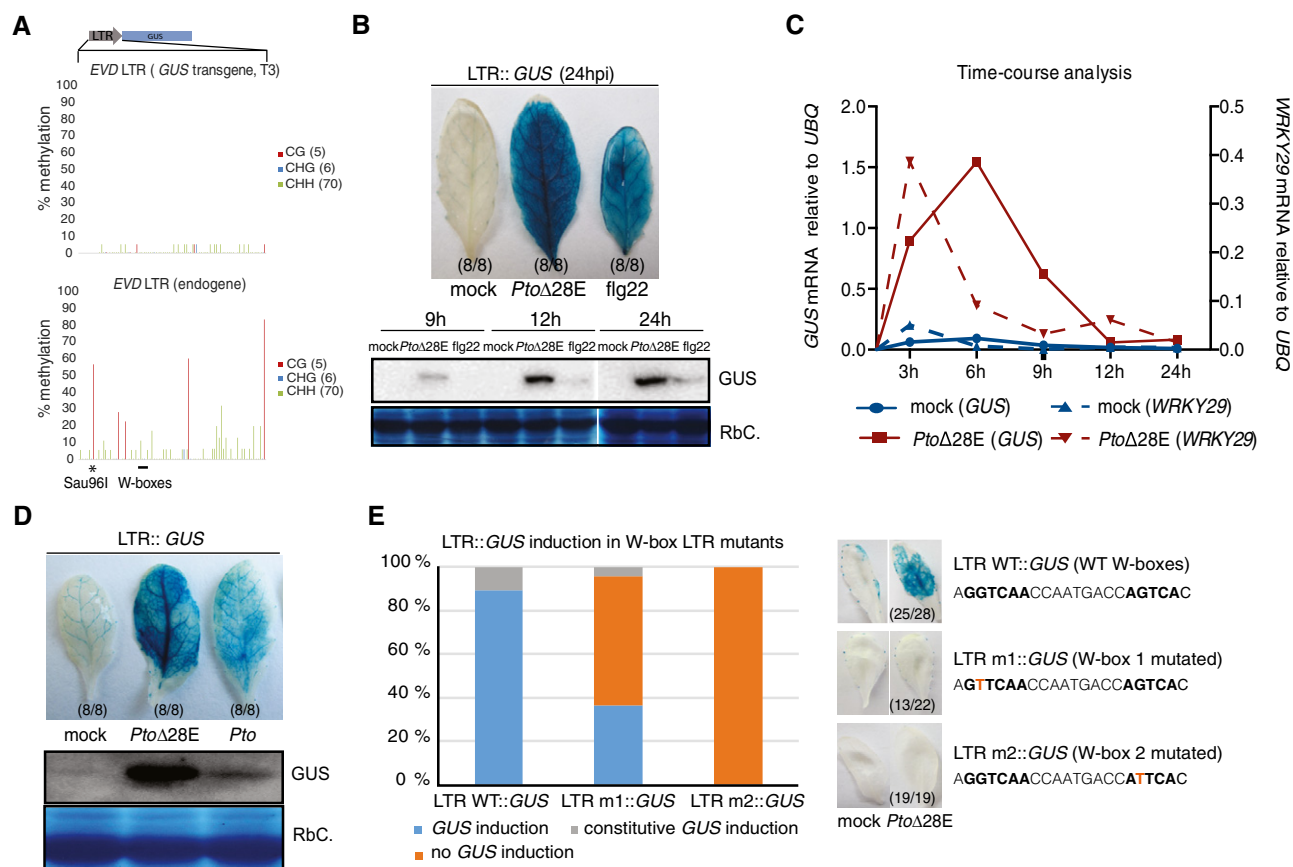 A
LTR
GUS
EVD LTR ( GUS transgene, T3)
% methylation
100
90
80
70
60
50
40
30
20
10
0
CG (5)
CHG (6)
CHH (70)
EVD LTR (endogene)
% methylation
100
90
80
70
60
50
40
30
20
10
0
CG (5)
CHG (6)
CHH (70)
*
Sau96I
W-boxes
B
LTR::GUS (24hpi)
(8/8) (8/8) (8/8)
mock PtoΔ28E flg22
9h 12h 24h
mock PtoΔ28E flg22 mock PtoΔ28E flg22 mock PtoΔ28E flg22
GUS
RbC.
C
Time-course analysis
GUS mRNA relative to UBQ
2.0
1.5
1.0
0.5
0.0
WRKY29 mRNA relative to UBQ
0.5
0.4
0.3
0.2
0.1
0.0
3h 6h 9h 12h 24h
mock (GUS) mock (WRKY29)
PtoΔ28E (GUS) PtoΔ28E (WRKY29)
D
LTR:: GUS
(8/8) (8/8) (8/8)
mock PtoΔ28E Pto
GUS
RbC.
E
LTR::GUS induction in W-box LTR mutants
100 %
80 %
60 %
40 %
20 %
0 %
LTR WT::GUS LTR m1::GUS LTR m2::GUS
GUS induction constitutive GUS induction
no GUS induction
(25/28)
LTR WT::GUS (WT W-boxes)
AGGTCAACCAATGACCAGTCAC
(13/22)
LTR m1::GUS (W-box 1 mutated)
AGTTCAACCAATGACCAGTCAC
(19/19)
LTR m2::GUS (W-box 2 mutated)
AGGTCAACCAATGACCATTCAC
mock PtoΔ28E